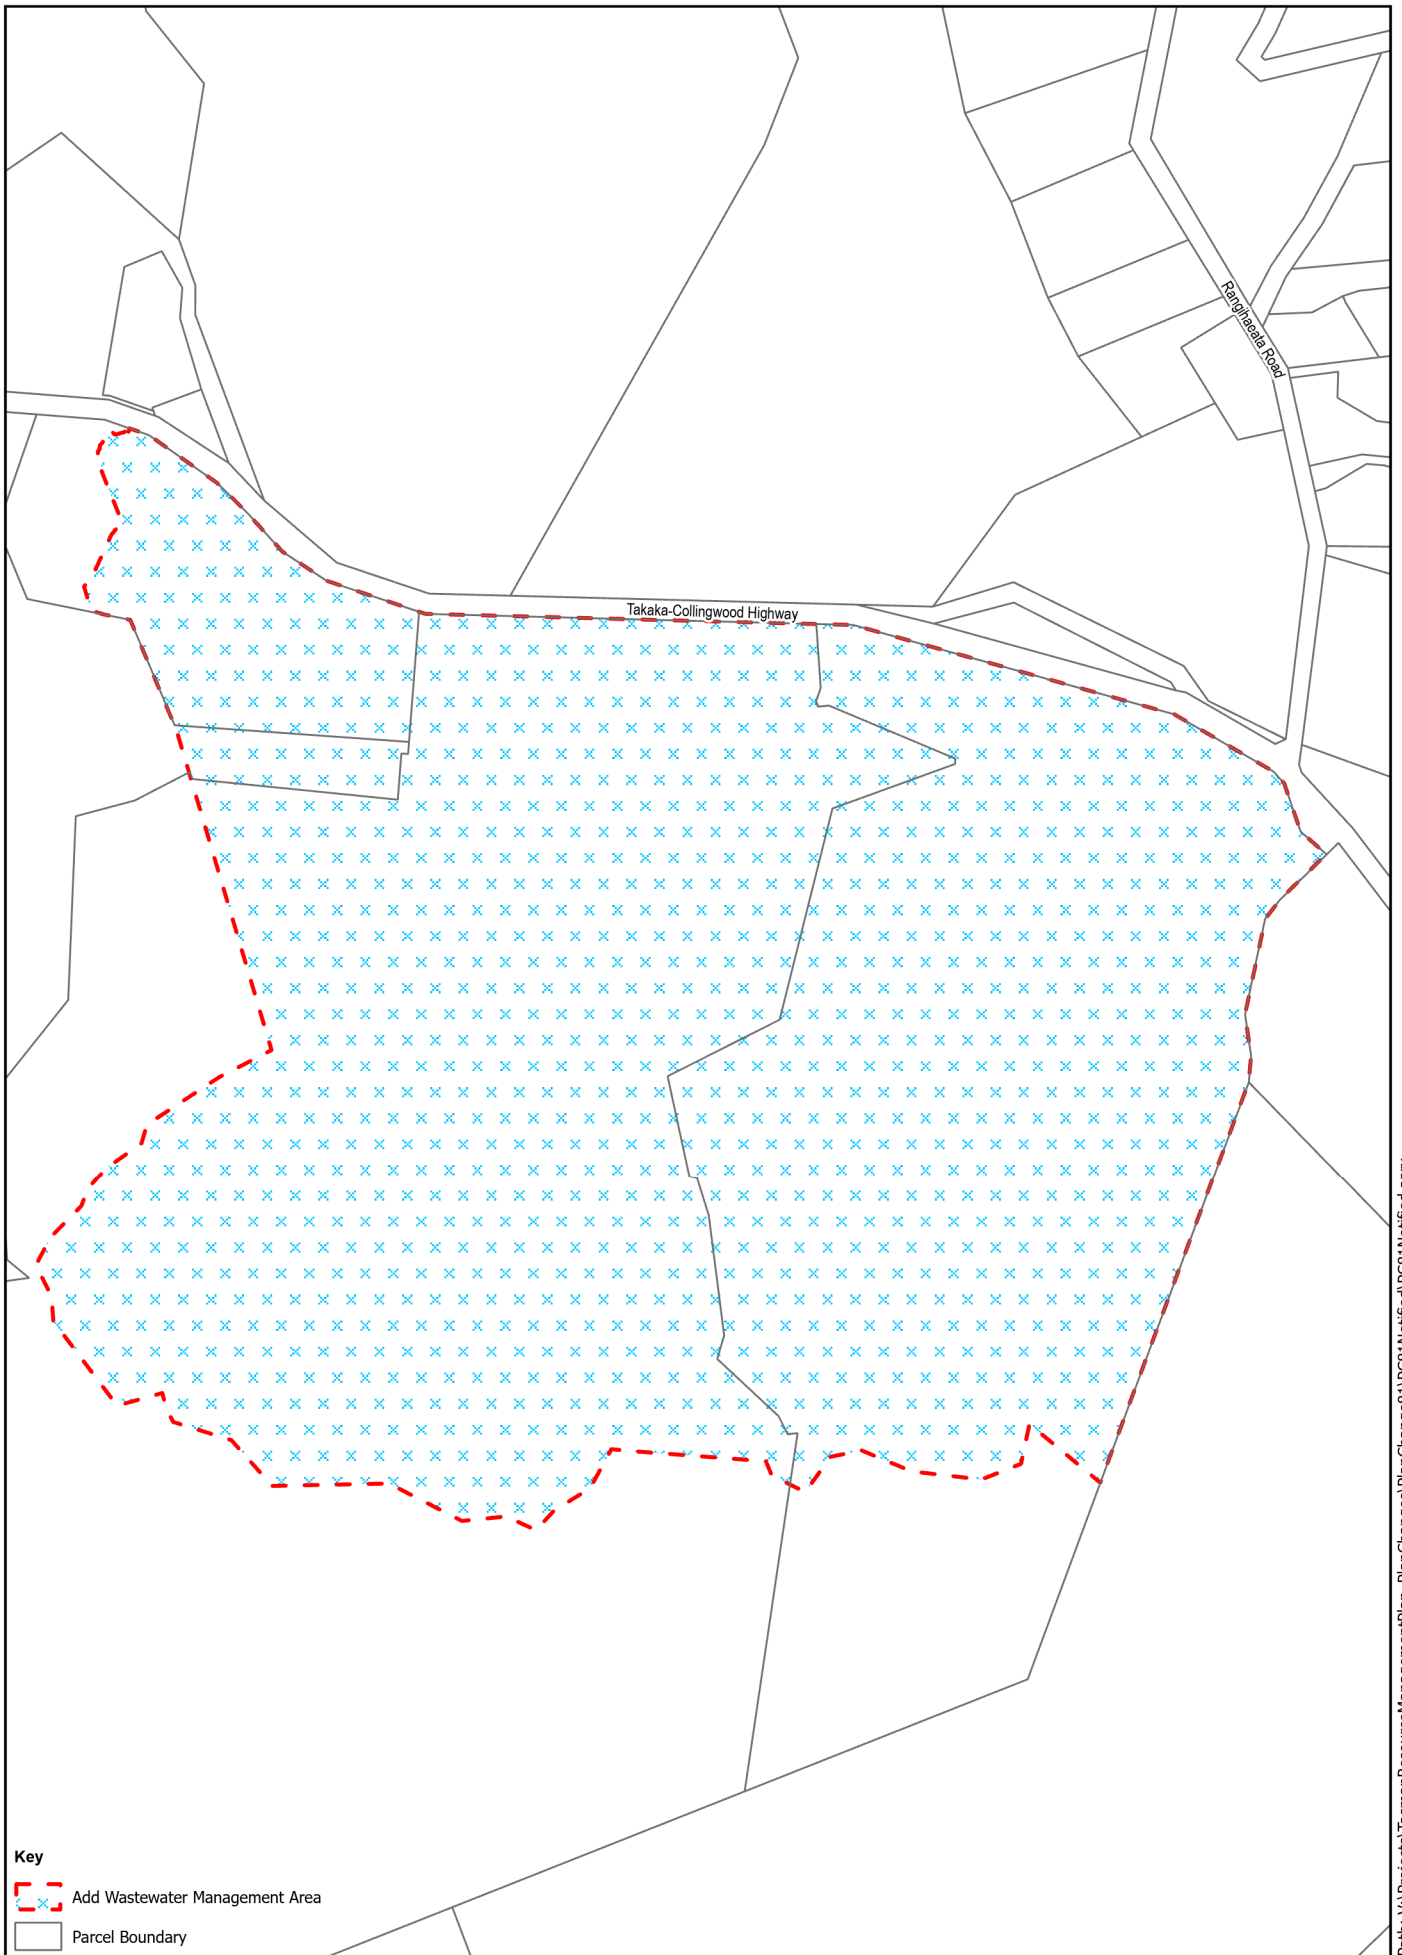 Rangihaeata Road
Takaka-Collingwood Highway
Key
Add Wastewater Management Area
Parcel Boundary